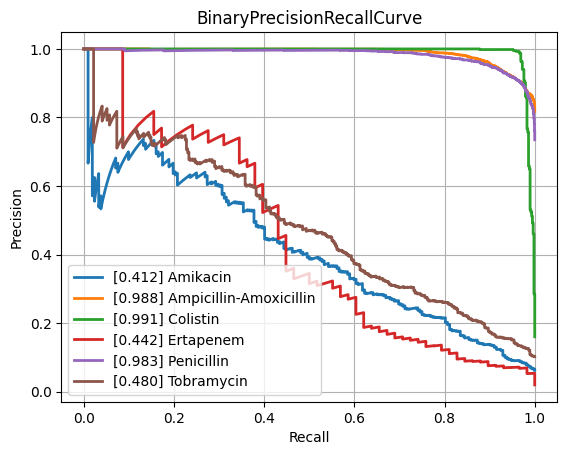 BinaryPrecisionRecallCurve
Precision
1.0
0.8
0.6
0.4
0.2
0.0
[0.412] Amikacin
[0.988] Ampicillin-Amoxicillin
[0.991] Colistin
[0.442] Ertapenem
[0.983] Penicillin
[0.480] Tobramycin
0.0 0.2 0.4 0.6 0.8 1.0
Recall